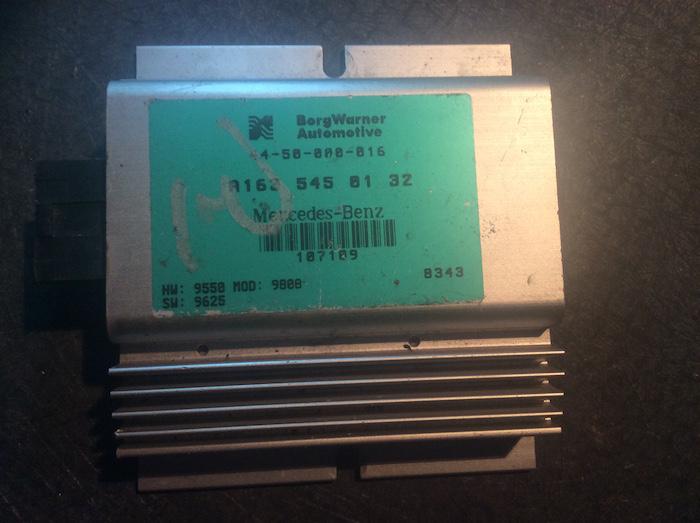 BorgWarner
Automotive
44-50-000-016
A163 545 01 32
Mercedes-Benz
107109
8343
HW: 9550 MOD: 9808
SW: 9625